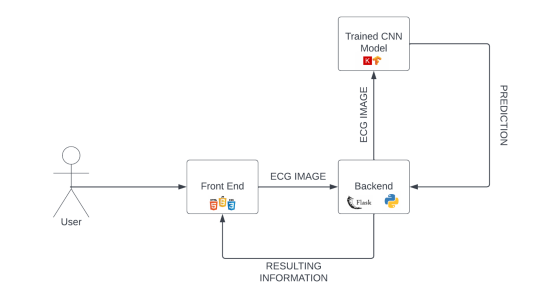 Trained CNN
Model
K
ECG IMAGE
PREDICTION
User
Front End
ECG IMAGE
Backend
Flask
RESULTING
INFORMATION